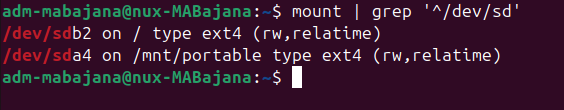 adm-mabajana@nux-MABajana:~$ mount | grep '^/dev/sd'
/dev/sdb2 on / type ext4 (rw,relatime)
/dev/sda4 on /mnt/portable type ext4 (rw,relatime)
adm-mabajana@nux-MABajana:~$